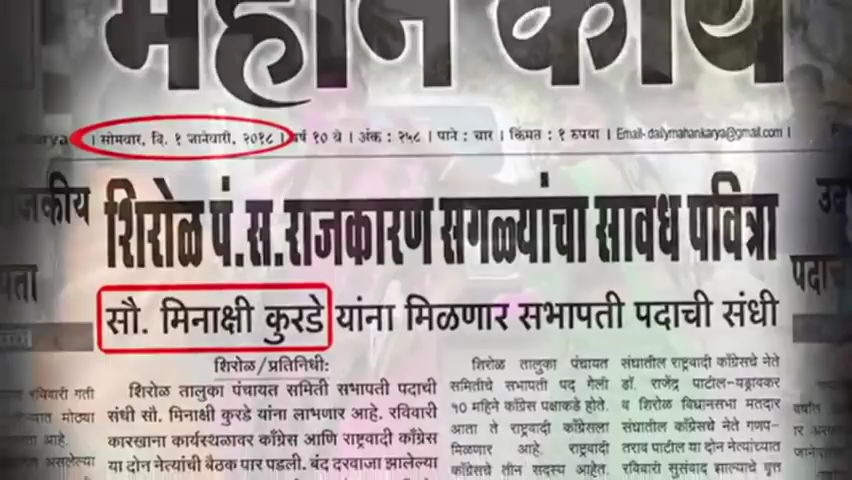 महान कार्य
। सोमवार, दि. १ जानेवारी, २०१८ । वर्ष १० वे । अंक : २५८ । पाने : चार । किंमत : १ रुपया । Email- dailymahankarya@gmail.com ।
शिरोळ पं.स.राजकारण सगळ्यांचा सावध पवित्रा
सौ. मिनाक्षी कुरडे यांना मिळणार सभापती पदाची संधी
शिरोळ/प्रतिनिधी:
शिरोळ तालुका पंचायत समिती सभापती पदाची
संधी सौ. मिनाक्षी कुरडे यांना लाभणार आहे. रविवारी
कारखाना कार्यस्थळावर काँग्रेस आणि राष्ट्रवादी काँग्रेस
या दोन नेत्यांची बैठक पार पडली. बंद दरवाजा झालेल्या
शिरोळ तालुका पंचायत
समितीचे सभापती पद गेली
१० महिने काँग्रेस पक्षाकडे होते.
आता ते राष्ट्रवादी काँग्रेसला
मिळणार आहे. राष्ट्रवादी
काँग्रेसचे तीन सदस्य आहेत.
संघातील राष्ट्रवादी काँग्रेसचे नेते
डॉ. राजेंद्र पाटील-यड्रावकर
व शिरोळ विधानसभा मतदार
संघातील काँग्रेसचे नेते गणप-
तराव पाटील या दोन नेत्यांच्यात
रविवारी सुसंवाद झाल्याचे वृत्त